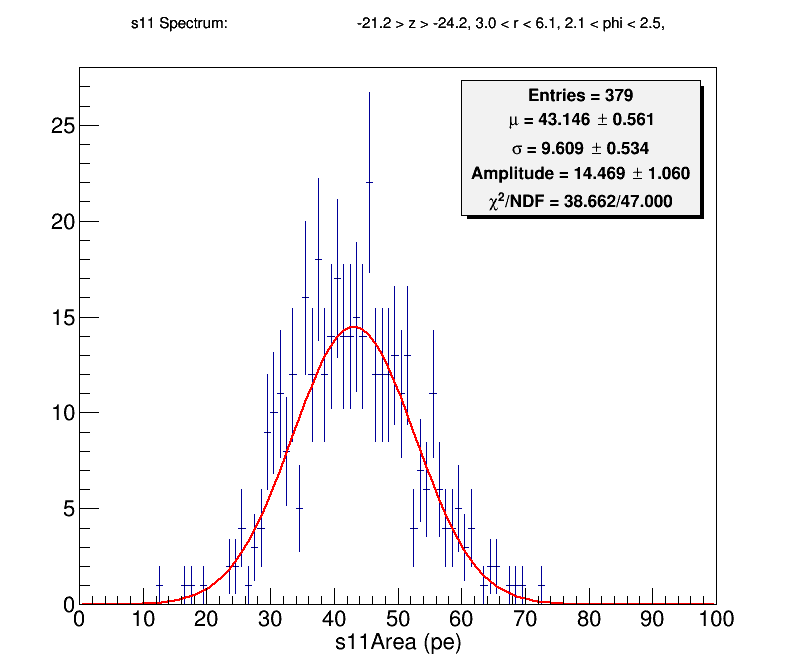 s11 Spectrum: -21.2 > z > -24.2, 3.0 < r < 6.1, 2.1 < phi < 2.5,
Entries = 379
μ = 43.146 ± 0.561
σ = 9.609 ± 0.534
Amplitude = 14.469 ± 1.060
χ²/NDF = 38.662/47.000
25
20
15
10
5
0
0 10 20 30 40 50 60 70 80 90 100
s11Area (pe)